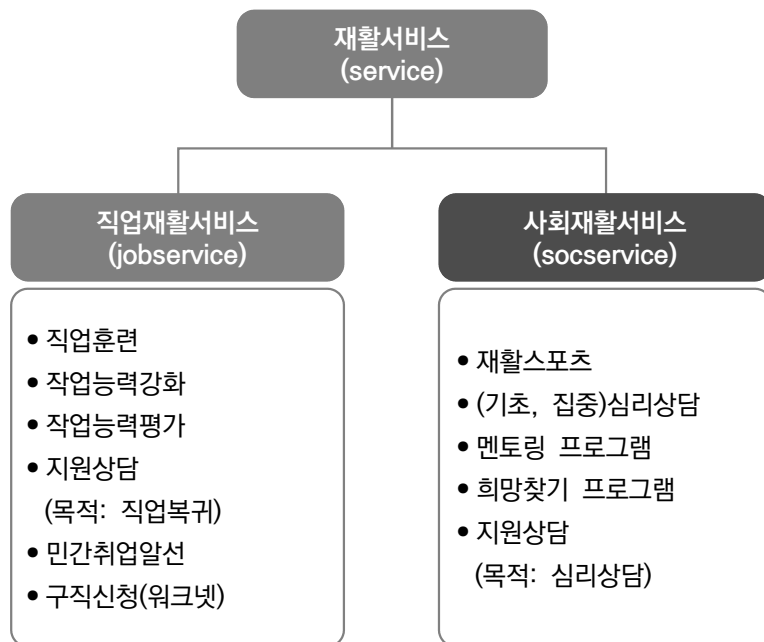 재활서비스
(service)
직업재활서비스
(jobservice)
• 직업훈련
• 작업능력강화
• 작업능력평가
• 지원상담
(목적: 직업복귀)
• 민간취업알선
• 구직신청(워크넷)
사회재활서비스
(socservice)
• 재활스포츠
• (기초, 집중)심리상담
• 멘토링 프로그램
• 희망찾기 프로그램
• 지원상담
(목적: 심리상담)